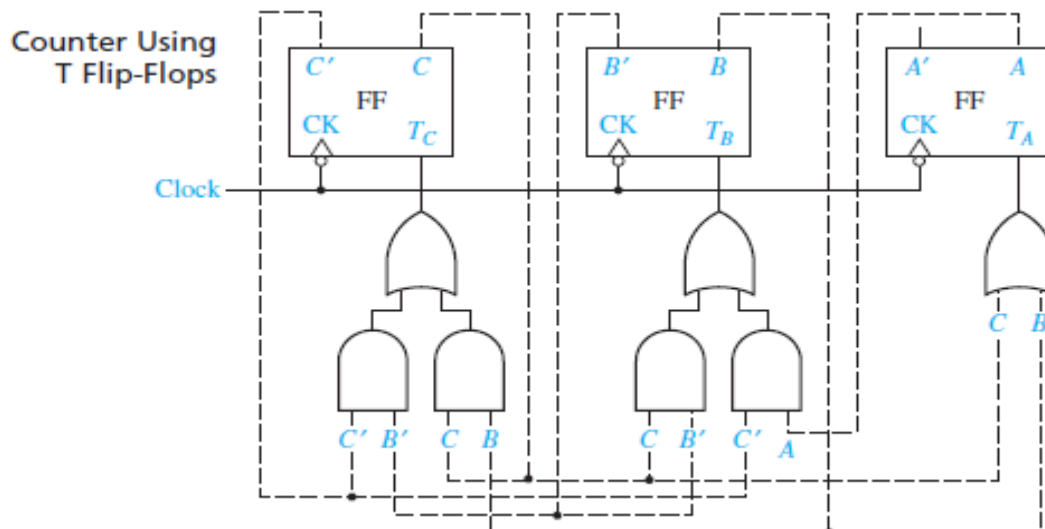 Counter Using
T Flip-Flops
C' C B' B A' A
FF FF FF
CK T_C CK T_B CK T_A
Clock
C B
C' B' C B C B' C' A